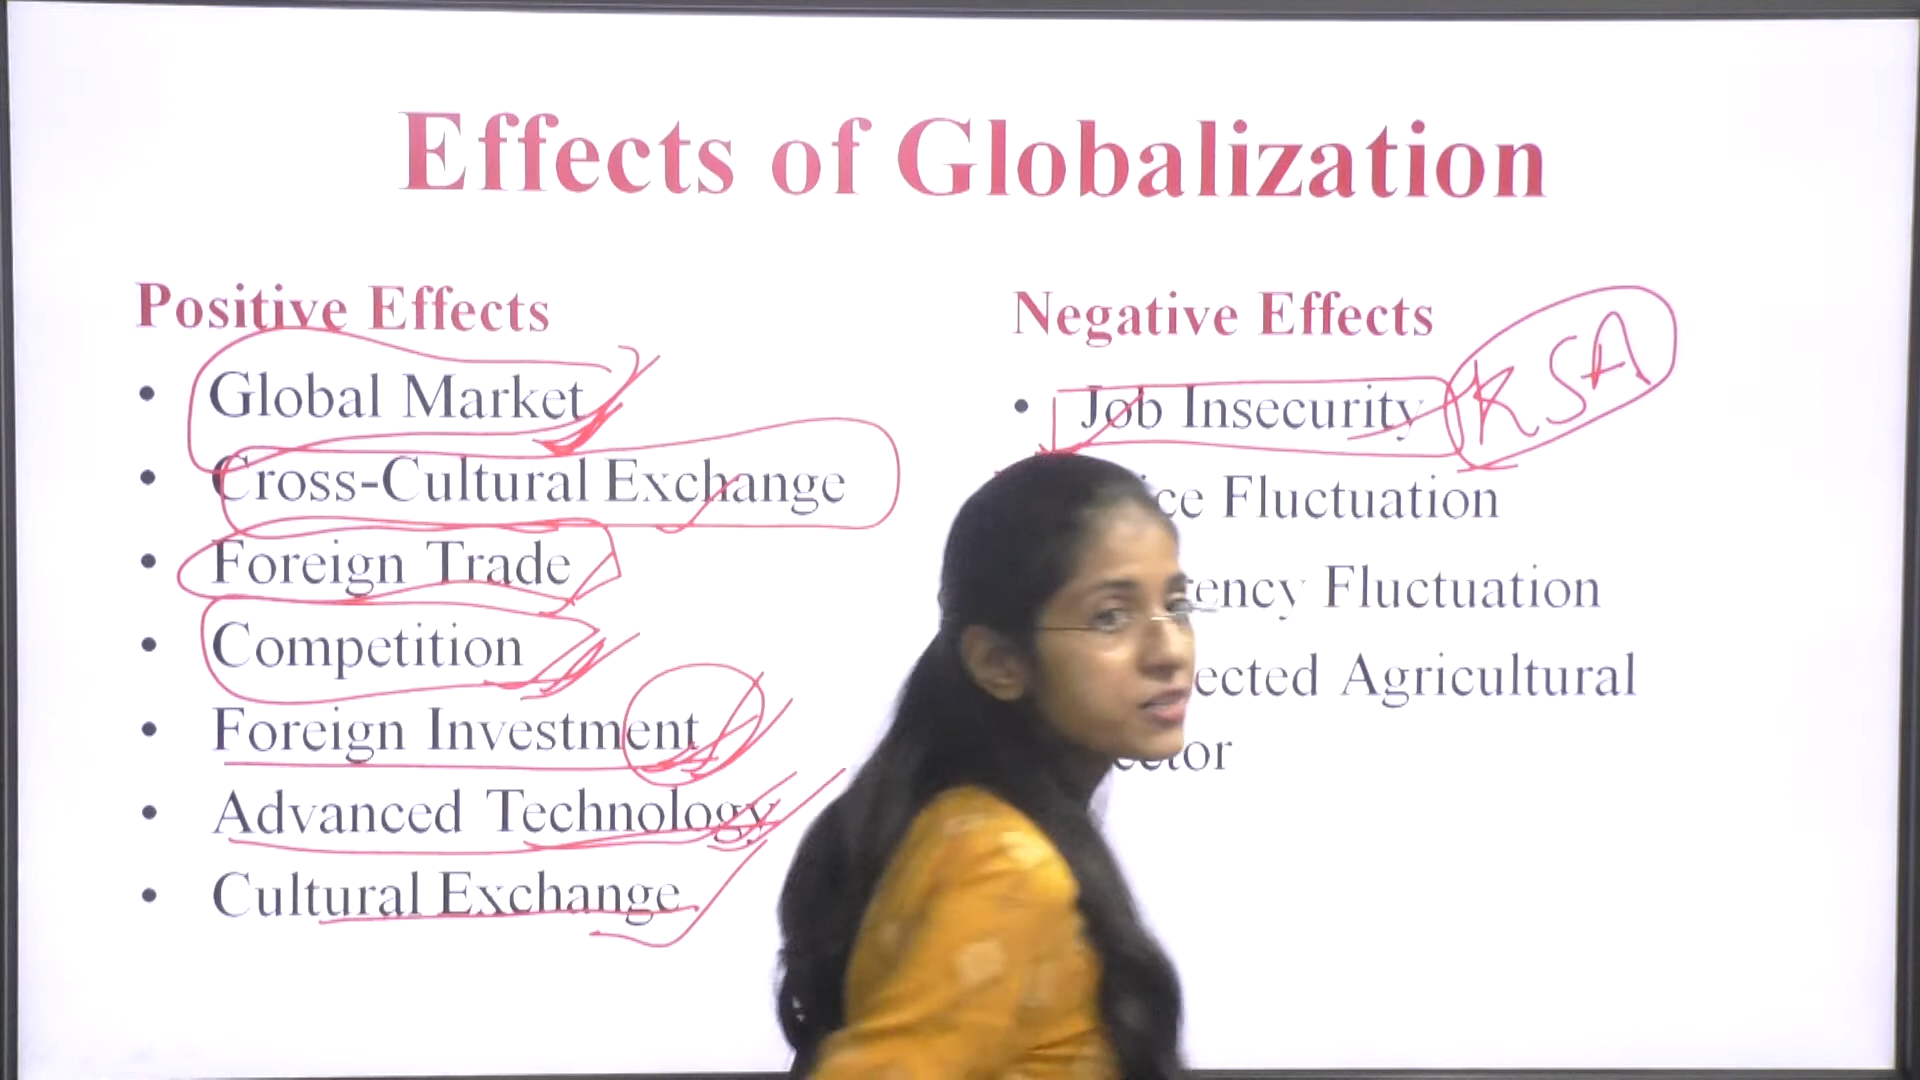 Effects of Globalization
Positive Effects
• Global Market
• Cross-Cultural Exchange
• Foreign Trade
• Competition
• Foreign Investment
• Advanced Technology
• Cultural Exchange
Negative Effects
• Job Insecurity
KSA
Fluctuation
Fluctuation
Agricultural